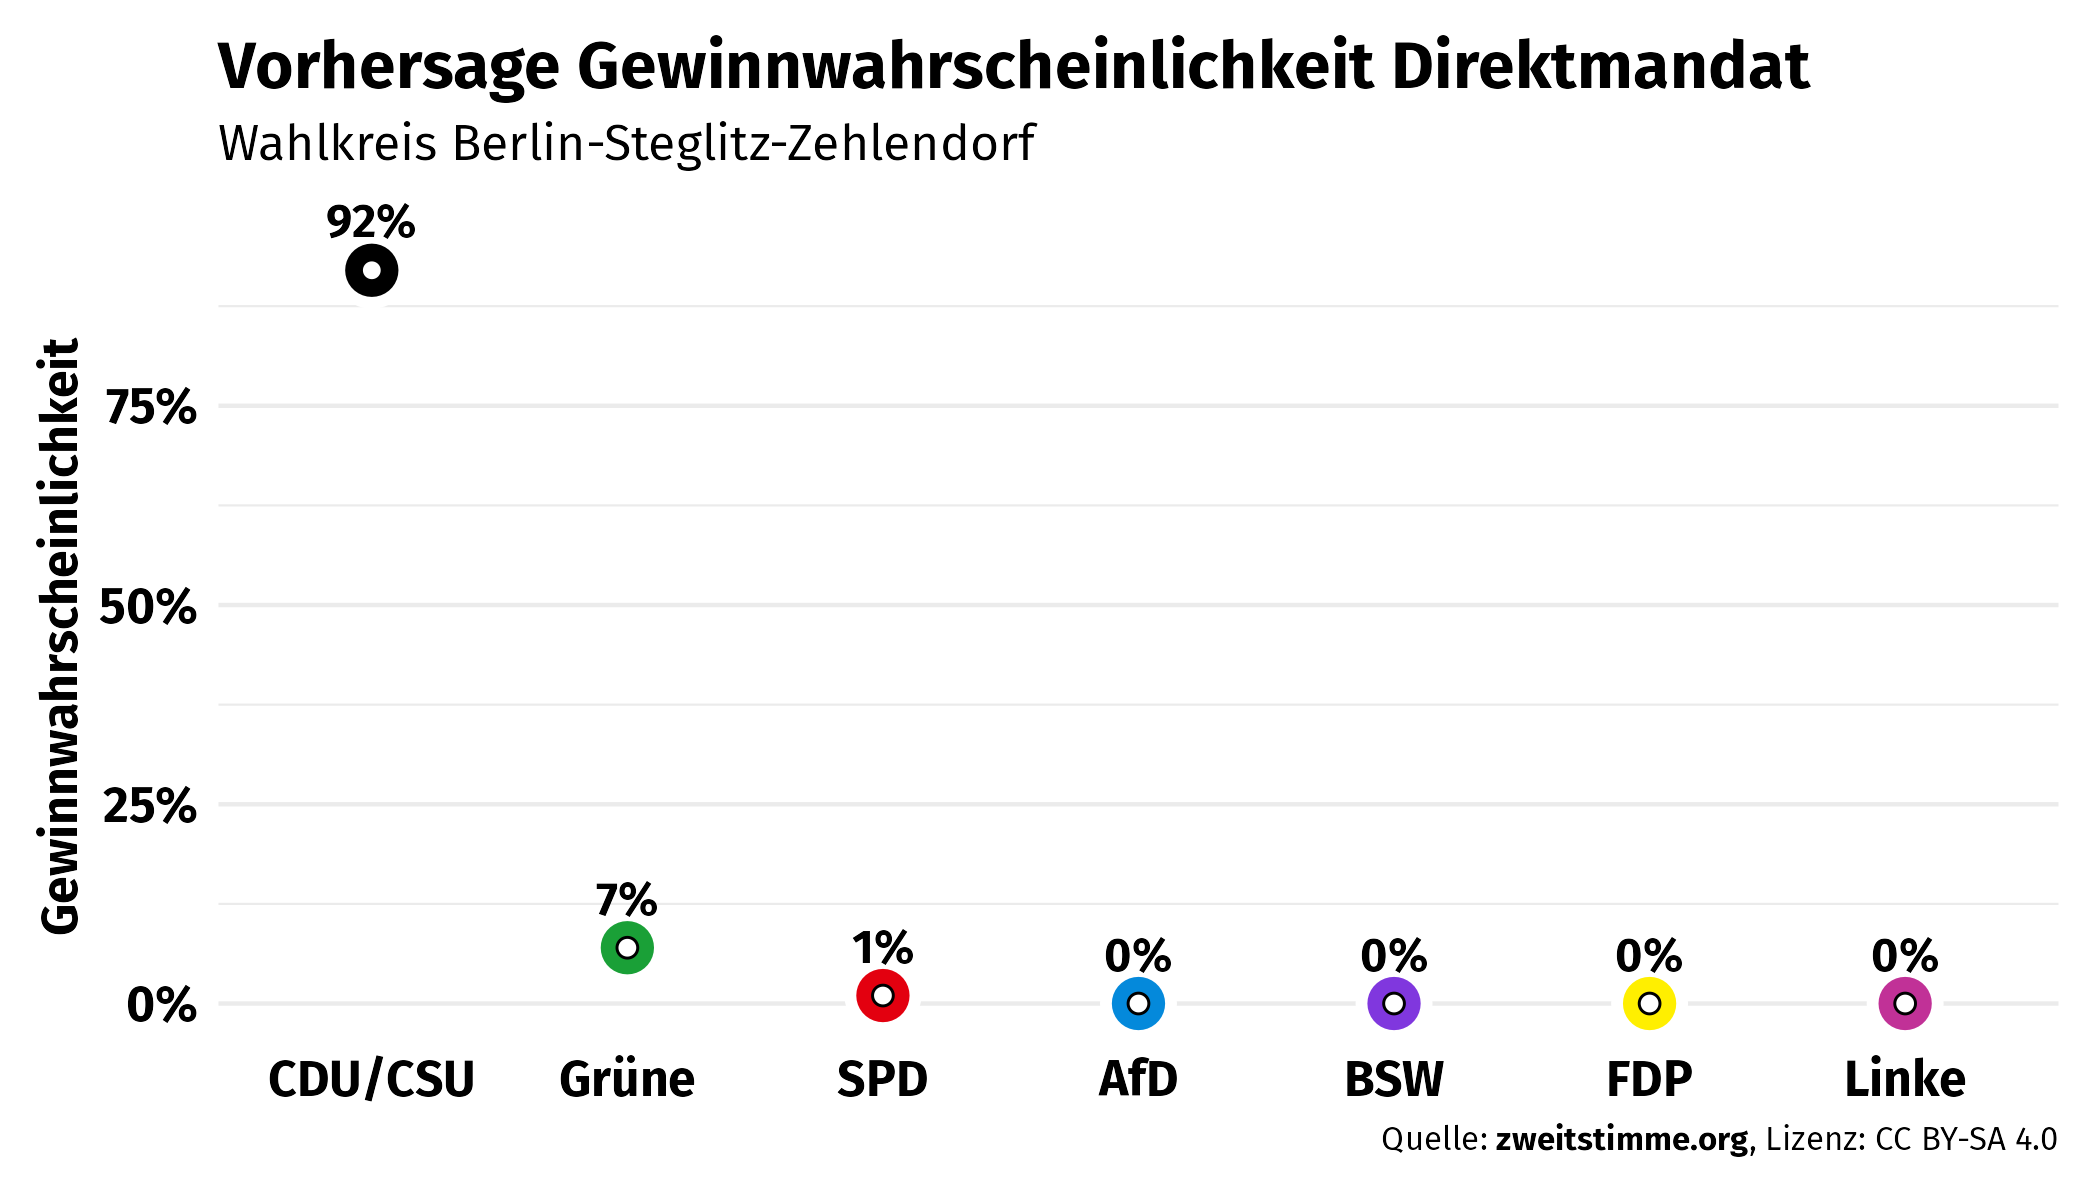 Vorhersage Gewinnwahrscheinlichkeit Direktmandat
Wahlkreis Berlin-Steglitz-Zehlendorf
Gewinnwahrscheinlichkeit
75%
50%
25%
0%
92%
7%
1%
0%
0%
0%
0%
CDU/CSU
Grüne
SPD
AfD
BSW
FDP
Linke
Quelle: zweitstimme.org, Lizenz: CC BY-SA 4.0